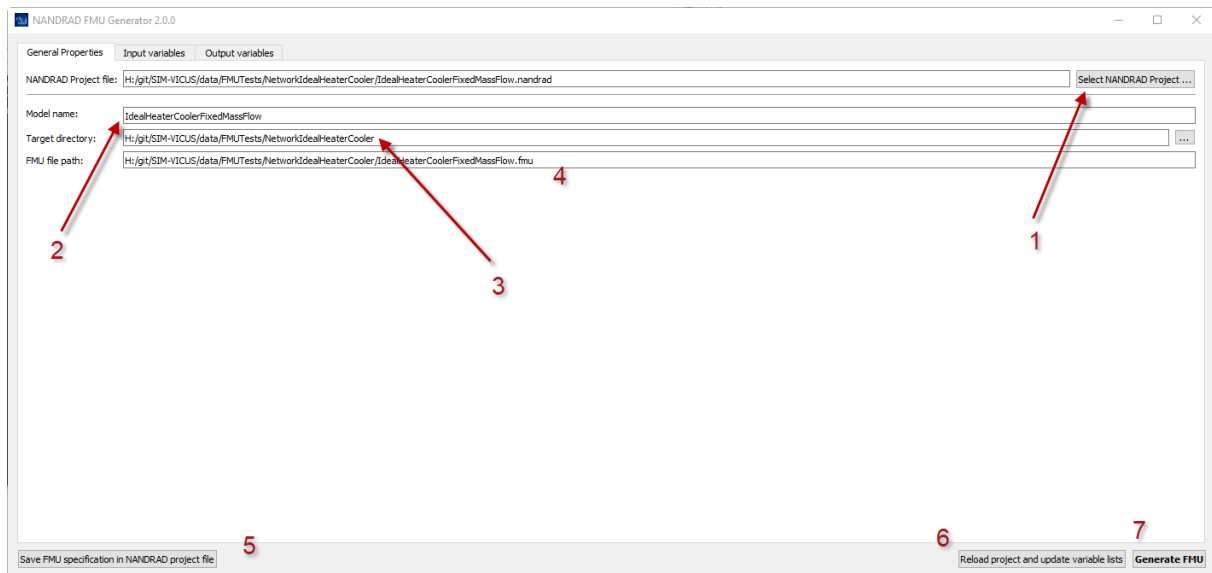 NANDRAD FMU Generator 2.0.0
General Properties Input variables Output variables
NANDRAD Project file: H:/git/SIM-VICUS/data/FMUTests/NetworkIdealHeaterCooler/IdealHeaterCoolerFixedMassFlow.nandrad Select NANDRAD Project ...
Model name: IdealHeaterCoolerFixedMassFlow
Target directory: H:/git/SIM-VICUS/data/FMUTests/NetworkIdealHeaterCooler ...
FMU file path: H:/git/SIM-VICUS/data/FMUTests/NetworkIdealHeaterCooler/IdealHeaterCoolerFixedMassFlow.fmu
4
1
2
3
5
6
7
Save FMU specification in NANDRAD project file Reload project and update variable lists Generate FMU